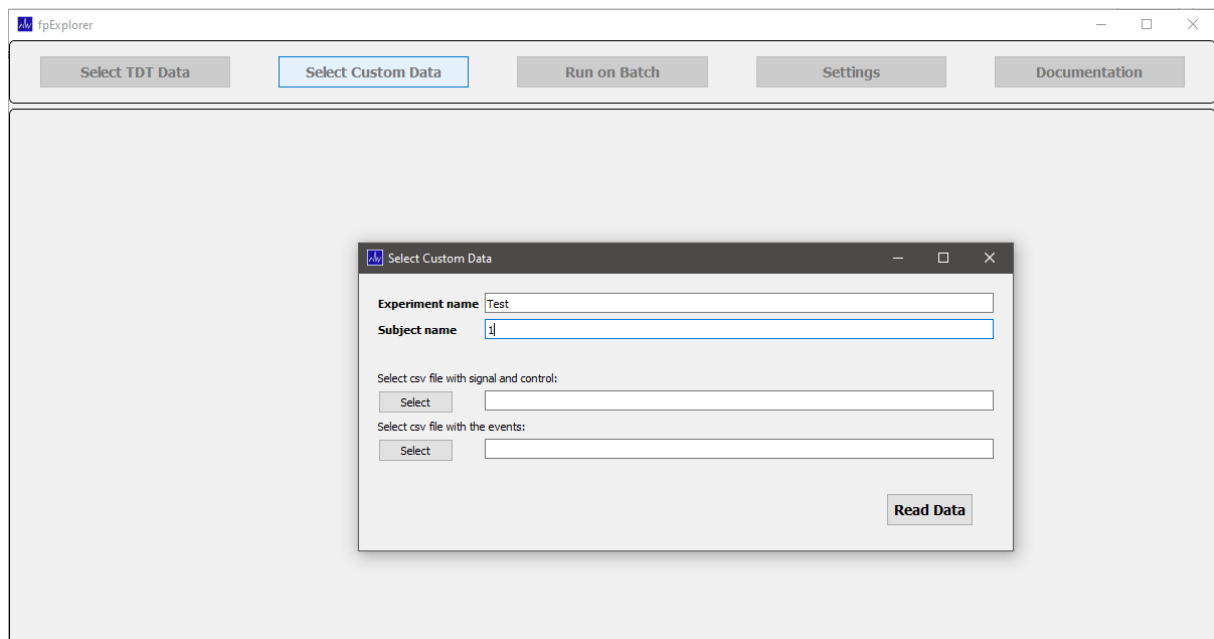 fpExplorer
Select TDT Data Select Custom Data Run on Batch Settings Documentation
Select Custom Data
Experiment name Test
Subject name 1
Select csv file with signal and control:
Select
Select csv file with the events:
Select
Read Data